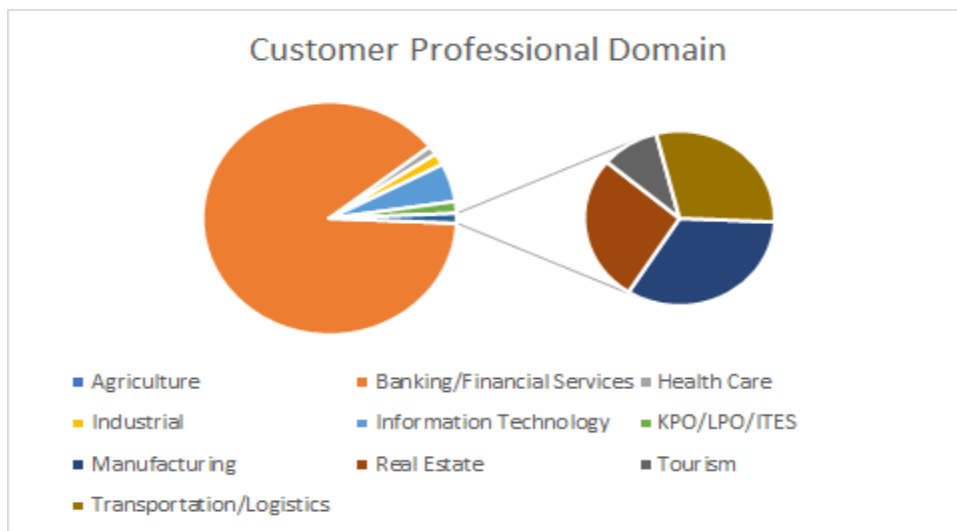 Customer Professional Domain
Agriculture
Banking/Financial Services
Health Care
Industrial
Information Technology
KPO/LPO/ITES
Manufacturing
Real Estate
Tourism
Transportation/Logistics